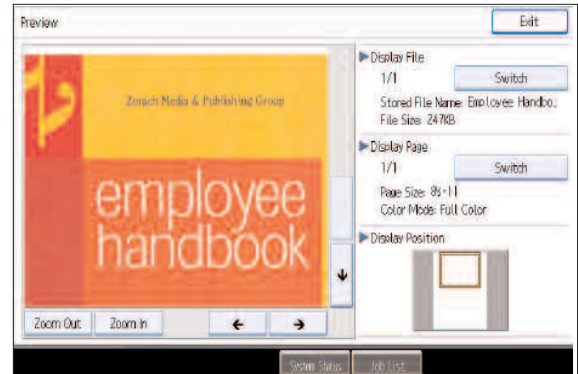 Preview
Exit
Zorach Media & Publishing Group
employee
handbook
Zoom Out
Zoom In
Display File
1/1
Switch
Stored File Name: Employee Handbo..
File Size: 247KB
Display Page
1/1
Switch
Page Size: 8½×11
Color Mode: Full Color
Display Position
System Status
Job List